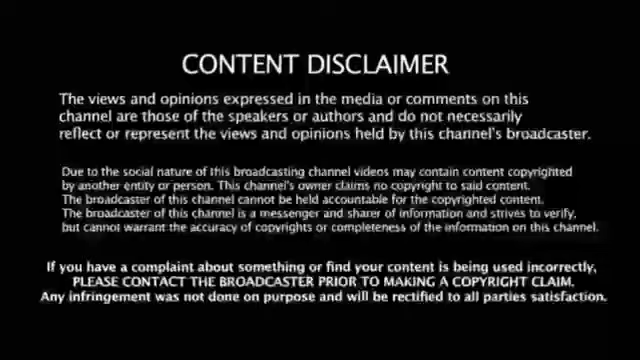 CONTENT DISCLAIMER
The views and opinions expressed in the media or comments on this
channel are those of the speakers or authors and do not necessarily
reflect or represent the views and opinions held by this channel's broadcaster.
Due to the social nature of this broadcasting channel videos may contain content copyrighted
by another entity or person. This channel's owner claims no copyright to said content.
The broadcaster of this channel cannot be held accountable for the copyrighted content.
The broadcaster of this channel is a messenger and sharer of information and strives to verify,
but cannot warrant the accuracy of copyrights or completeness of the information on this channel.
If you have a complaint about something or find your content is being used incorrectly,
PLEASE CONTACT THE BROADCASTER PRIOR TO MAKING A COPYRIGHT CLAIM.
Any infringement was not done on purpose and will be rectified to all parties satisfaction.